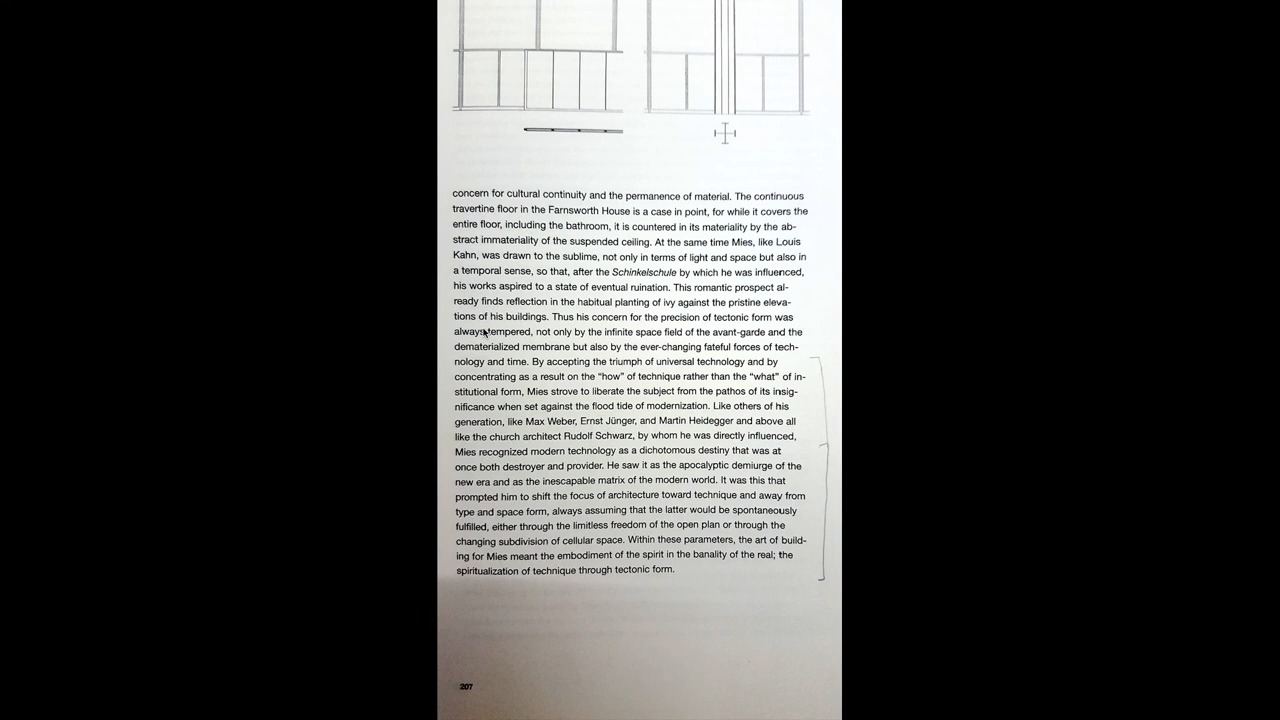 concern for cultural continuity and the permanence of material. The continuous
travertine floor in the Farnsworth House is a case in point, for while it covers the
entire floor, including the bathroom, it is countered in its materiality by the ab-
stract immateriality of the suspended ceiling. At the same time Mies, like Louis
Kahn, was drawn to the sublime, not only in terms of light and space but also in
a temporal sense, so that, after the Schinkelschule by which he was influenced,
his works aspired to a state of eventual ruination. This romantic prospect al-
ready finds reflection in the habitual planting of ivy against the pristine eleva-
tions of his buildings. Thus his concern for the precision of tectonic form was
always tempered, not only by the infinite space field of the avant-garde and the
dematerialized membrane but also by the ever-changing fateful forces of tech-
nology and time. By accepting the triumph of universal technology and by
concentrating as a result on the “how” of technique rather than the “what” of in-
stitutional form, Mies strove to liberate the subject from the pathos of its insig-
nificance when set against the flood tide of modernization. Like others of his
generation, like Max Weber, Ernst Jünger, and Martin Heidegger and above all
like the church architect Rudolf Schwarz, by whom he was directly influenced,
Mies recognized modern technology as a dichotomous destiny that was at
once both destroyer and provider. He saw it as the apocalyptic demiurge of the
new era and as the inescapable matrix of the modern world. It was this that
prompted him to shift the focus of architecture toward technique and away from
type and space form, always assuming that the latter would be spontaneously
fulfilled, either through the limitless freedom of the open plan or through the
changing subdivision of cellular space. Within these parameters, the art of build-
ing for Mies meant the embodiment of the spirit in the banality of the real; the
spiritualization of technique through tectonic form.
207